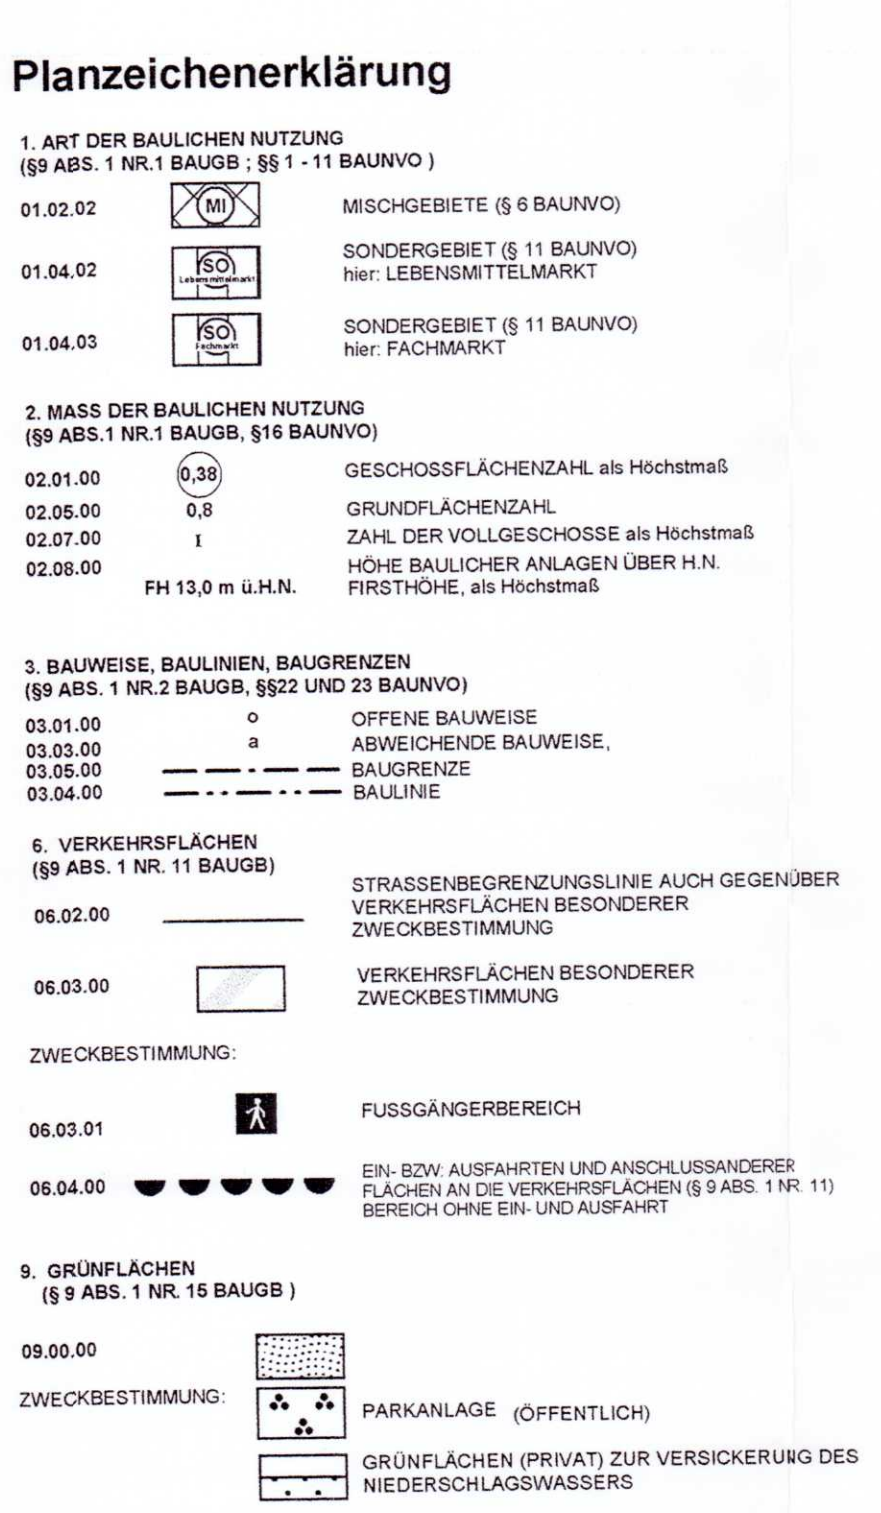 Planzeichenerklärung
1. ART DER BAULICHEN NUTZUNG
(§9 ABS. 1 NR.1 BAUGB ; §§ 1 - 11 BAUNVO )
01.02.02 MI MISCHGEBIETE (§ 6 BAUNVO)
01.04.02 SO Lebensmittelmarkt SONDERGEBIET (§ 11 BAUNVO)
hier: LEBENSMITTELMARKT
01.04.03 SO Fachmarkt SONDERGEBIET (§ 11 BAUNVO)
hier: FACHMARKT
2. MASS DER BAULICHEN NUTZUNG
(§9 ABS.1 NR.1 BAUGB, §16 BAUNVO)
02.01.00 0,38 GESCHOSSFLÄCHENZAHL als Höchstmaß
02.05.00 0,8 GRUNDFLÄCHENZAHL
02.07.00 I ZAHL DER VOLLGESCHOSSE als Höchstmaß
02.08.00 HÖHE BAULICHER ANLAGEN ÜBER H.N.
FH 13,0 m ü.H.N. FIRSTHÖHE, als Höchstmaß
3. BAUWEISE, BAULINIEN, BAUGRENZEN
(§9 ABS. 1 NR.2 BAUGB, §§22 UND 23 BAUNVO)
03.01.00 o OFFENE BAUWEISE
03.03.00 a ABWEICHENDE BAUWEISE,
03.05.00 BAUGRENZE
03.04.00 BAULINIE
6. VERKEHRSFLÄCHEN
(§9 ABS. 1 NR. 11 BAUGB)
STRASSENBEGRENZUNGSLINIE AUCH GEGENÜBER
06.02.00 VERKEHRSFLÄCHEN BESONDERER
ZWECKBESTIMMUNG
06.03.00 VERKEHRSFLÄCHEN BESONDERER
ZWECKBESTIMMUNG
ZWECKBESTIMMUNG:
06.03.01 FUSSGÄNGERBEREICH
06.04.00 EIN- BZW: AUSFAHRTEN UND ANSCHLUSSANDERER
FLÄCHEN AN DIE VERKEHRSFLÄCHEN (§ 9 ABS. 1 NR. 11)
BEREICH OHNE EIN- UND AUSFAHRT
9. GRÜNFLÄCHEN
(§ 9 ABS. 1 NR. 15 BAUGB )
09.00.00
ZWECKBESTIMMUNG: PARKANLAGE (ÖFFENTLICH)
GRÜNFLÄCHEN (PRIVAT) ZUR VERSICKERUNG DES
NIEDERSCHLAGSWASSERS